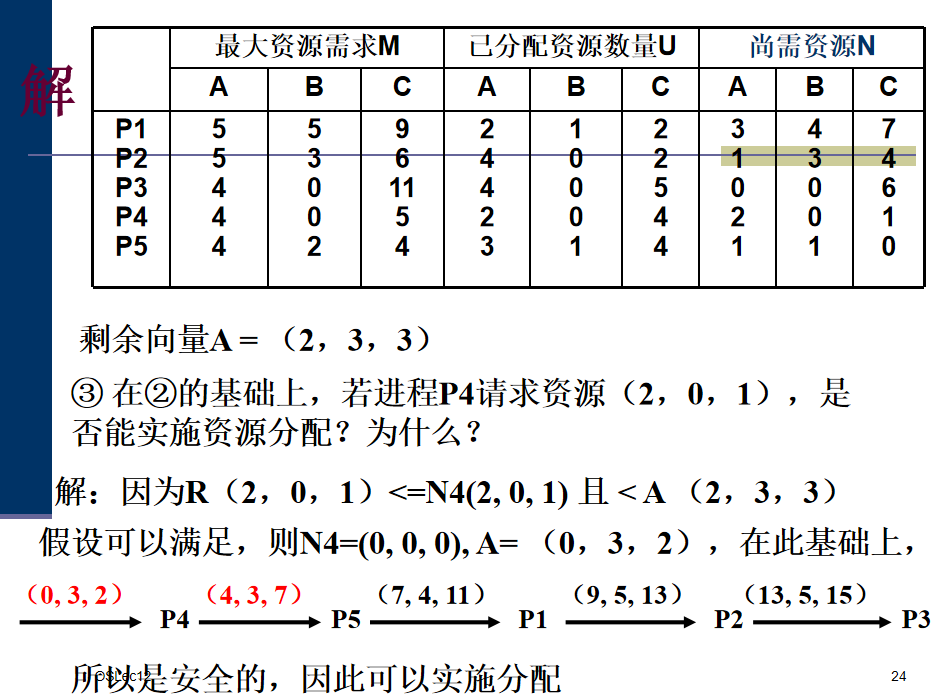 最大资源需求M 已分配资源数量U 尚需资源N
A B C A B C A B C
解
P1 5 5 9 2 1 2 3 4 7
P2 5 3 6 4 0 2 1 3 4
P3 4 0 11 4 0 5 0 0 6
P4 4 0 5 2 0 4 2 0 1
P5 4 2 4 3 1 4 1 1 0
剩余向量A = （2，3，3）
③ 在②的基础上，若进程P4请求资源（2，0，1），是
否能实施资源分配？为什么？
解：因为R（2，0，1）<=N4(2, 0, 1) 且 < A （2，3，3）
假设可以满足，则N4=(0, 0, 0), A= （0，3，2），在此基础上，
（0, 3, 2） （4, 3, 7） （7, 4, 11） （9, 5, 13） （13, 5, 15）
P4 P5 P1 P2 P3
所以是安全的，因此可以实施分配
OSLec12 24